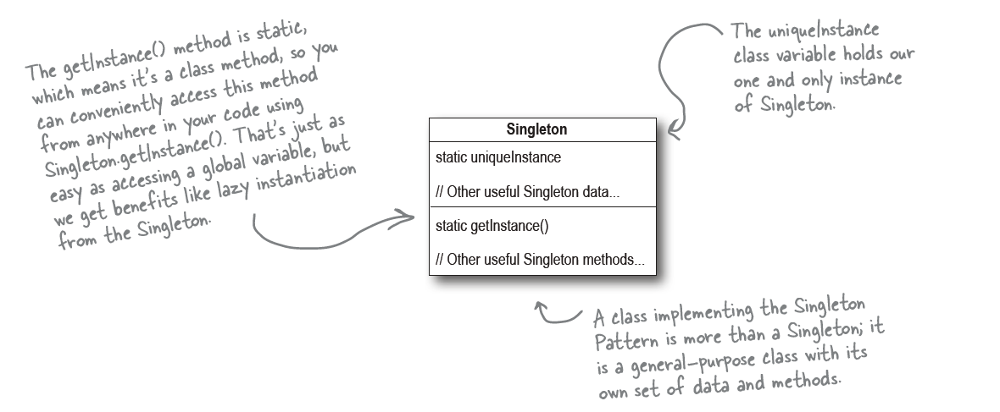 The getInstance() method is static,
which means it's a class method, so you
can conveniently access this method
from anywhere in your code using
Singleton.getInstance(). That's just as
easy as accessing a global variable, but
we get benefits like lazy instantiation
from the Singleton.
The uniqueInstance
class variable holds our
one and only instance
of Singleton.
Singleton
static uniqueInstance
// Other useful Singleton data...
static getInstance()
// Other useful Singleton methods...
A class implementing the Singleton
Pattern is more than a Singleton; it
is a general-purpose class with its
own set of data and methods.